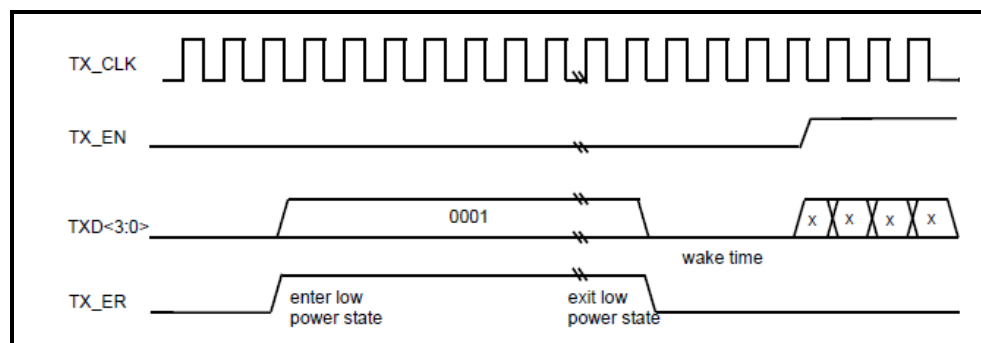 TX_CLK
TX_EN
TXD<3:0>
0001
x x x x
wake time
TX_ER
enter low
power state
exit low
power state